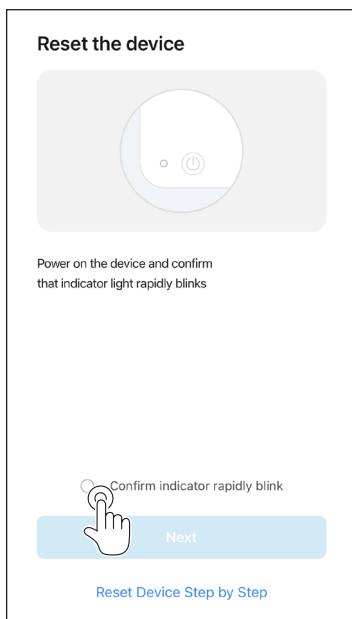 Reset the device
Power on the device and confirm
that indicator light rapidly blinks
Confirm indicator rapidly blink
Next
Reset Device Step by Step